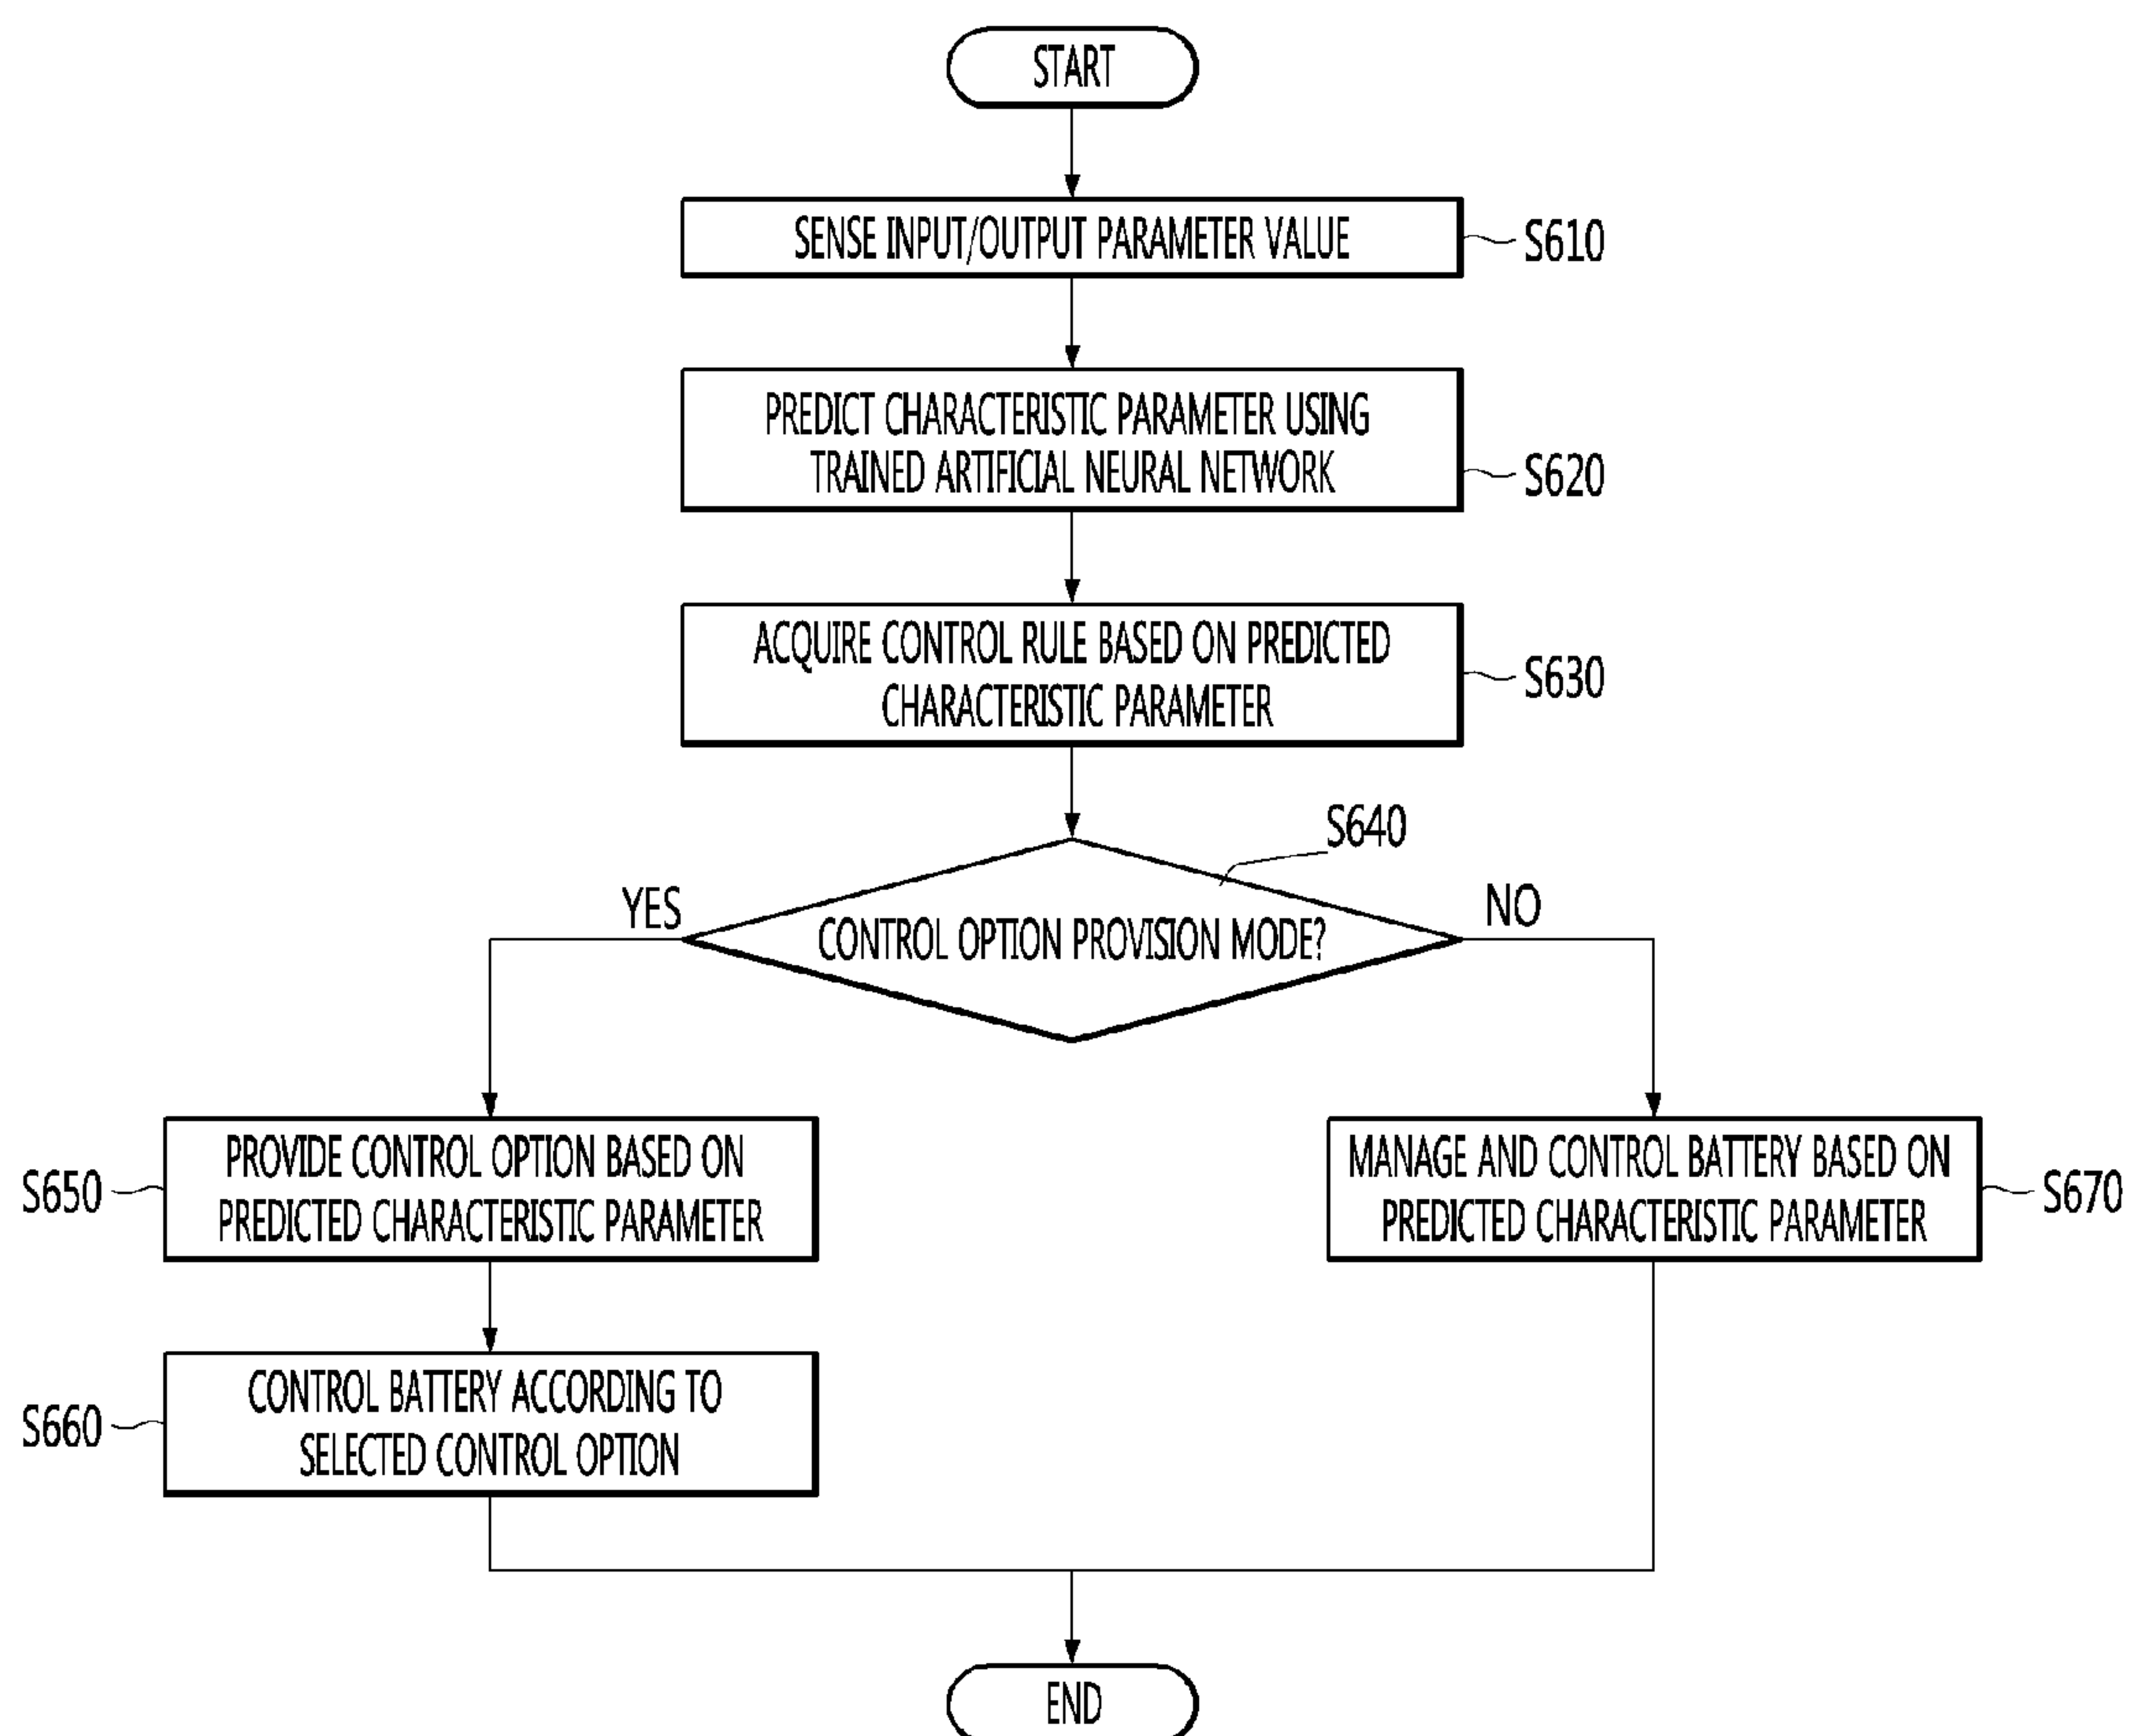 START
SENSE INPUT/OUTPUT PARAMETER VALUE
S610
PREDICT CHARACTERISTIC PARAMETER USING
TRAINED ARTIFICIAL NEURAL NETWORK
S620
ACQUIRE CONTROL RULE BASED ON PREDICTED
CHARACTERISTIC PARAMETER
S630
S640
YES
CONTROL OPTION PROVISION MODE?
NO
PROVIDE CONTROL OPTION BASED ON
PREDICTED CHARACTERISTIC PARAMETER
S650
MANAGE AND CONTROL BATTERY BASED ON
PREDICTED CHARACTERISTIC PARAMETER
S670
CONTROL BATTERY ACCORDING TO
SELECTED CONTROL OPTION
S660
END